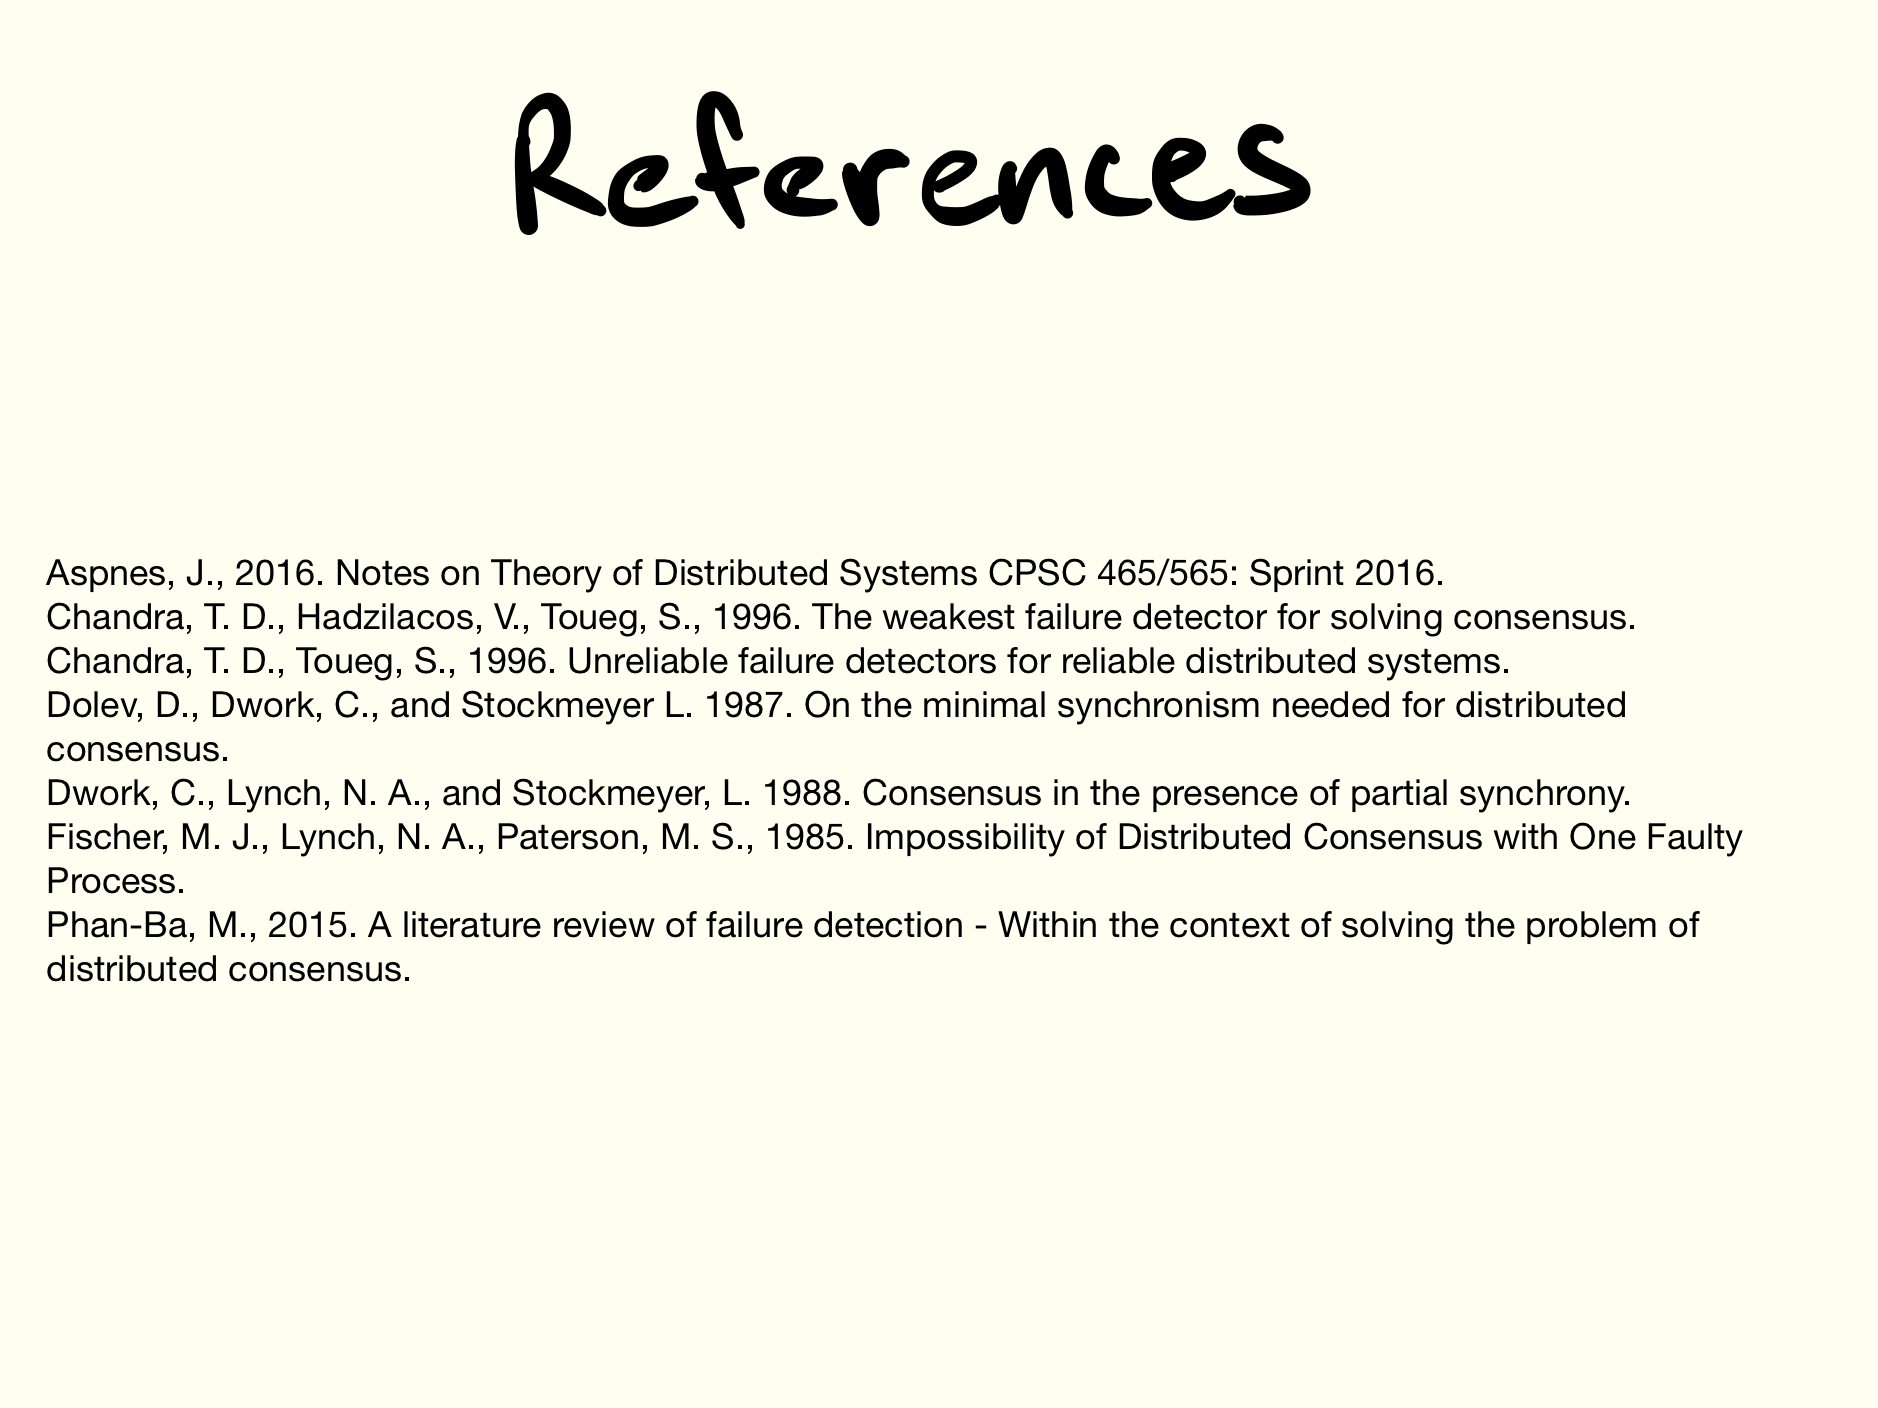 References
Aspnes, J., 2016. Notes on Theory of Distributed Systems CPSC 465/565: Sprint 2016.
Chandra, T. D., Hadzilacos, V., Toueg, S., 1996. The weakest failure detector for solving consensus.
Chandra, T. D., Toueg, S., 1996. Unreliable failure detectors for reliable distributed systems.
Dolev, D., Dwork, C., and Stockmeyer L. 1987. On the minimal synchronism needed for distributed
consensus.
Dwork, C., Lynch, N. A., and Stockmeyer, L. 1988. Consensus in the presence of partial synchrony.
Fischer, M. J., Lynch, N. A., Paterson, M. S., 1985. Impossibility of Distributed Consensus with One Faulty
Process.
Phan-Ba, M., 2015. A literature review of failure detection - Within the context of solving the problem of
distributed consensus.